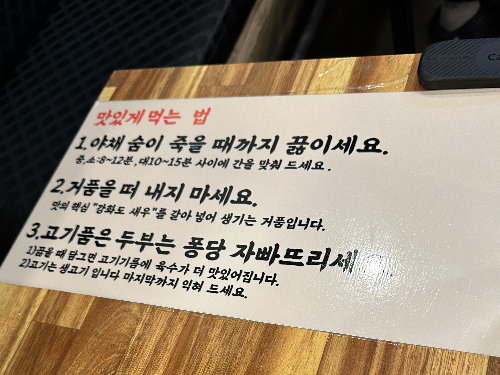 맛있게 먹는 법
1.야채 숨이 죽을 때까지 끓이세요.
중,소:8~12분,대10~15분 사이에 간을 맞춰 드세요.
2.거품을 떠 내지 마세요.
맛의 핵심 "강화도 새우"를 갈아 넣어 생기는 거품입니다.
3.고기품은 두부는 퐁당 자빠뜨리세
1)끓을 때 담그면 고기기름에 육수가 더 맛있어집니다.
2)고기는 생고기 입니다 마지막까지 익혀 드세요.